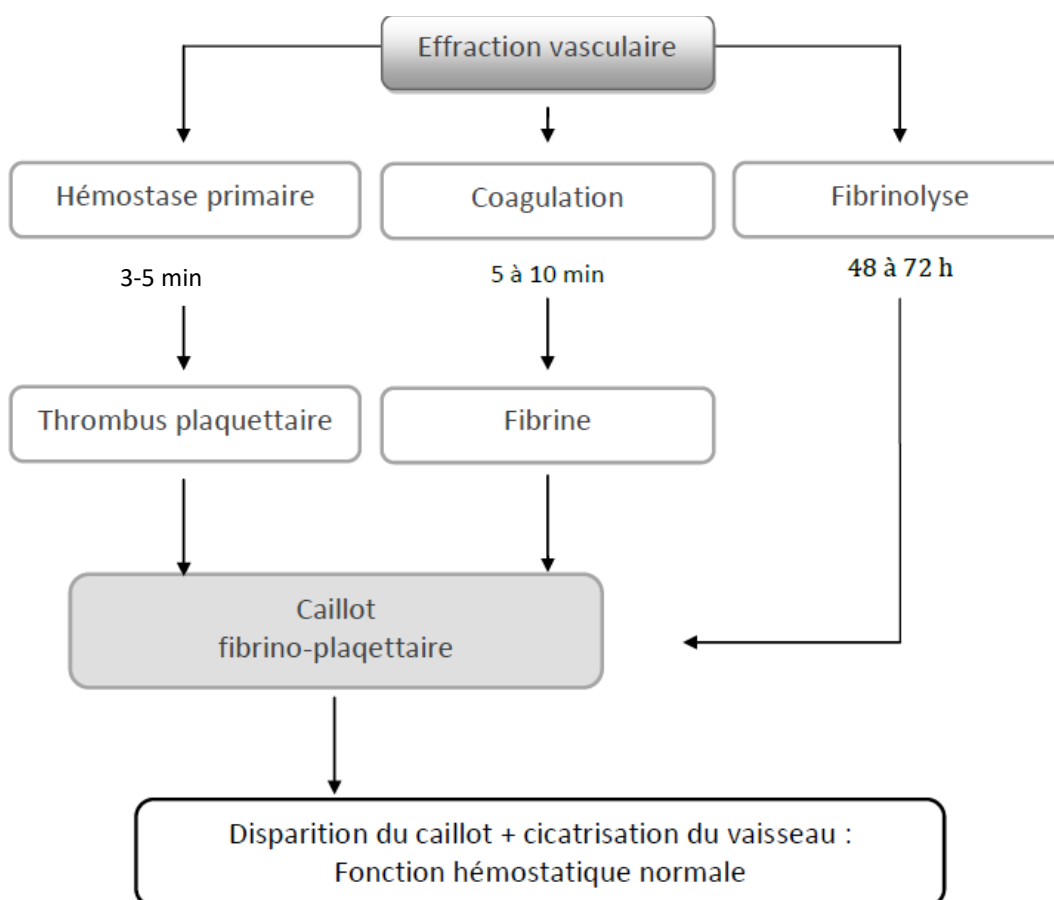 Effraction vasculaire
Hémostase primaire
Coagulation
Fibrinolyse
3-5 min
5 à 10 min
48 à 72 h
Thrombus plaquettaire
Fibrine
Caillot
fibrino-plaqettaire
Disparition du caillot + cicatrisation du vaisseau :
Fonction hémostatique normale